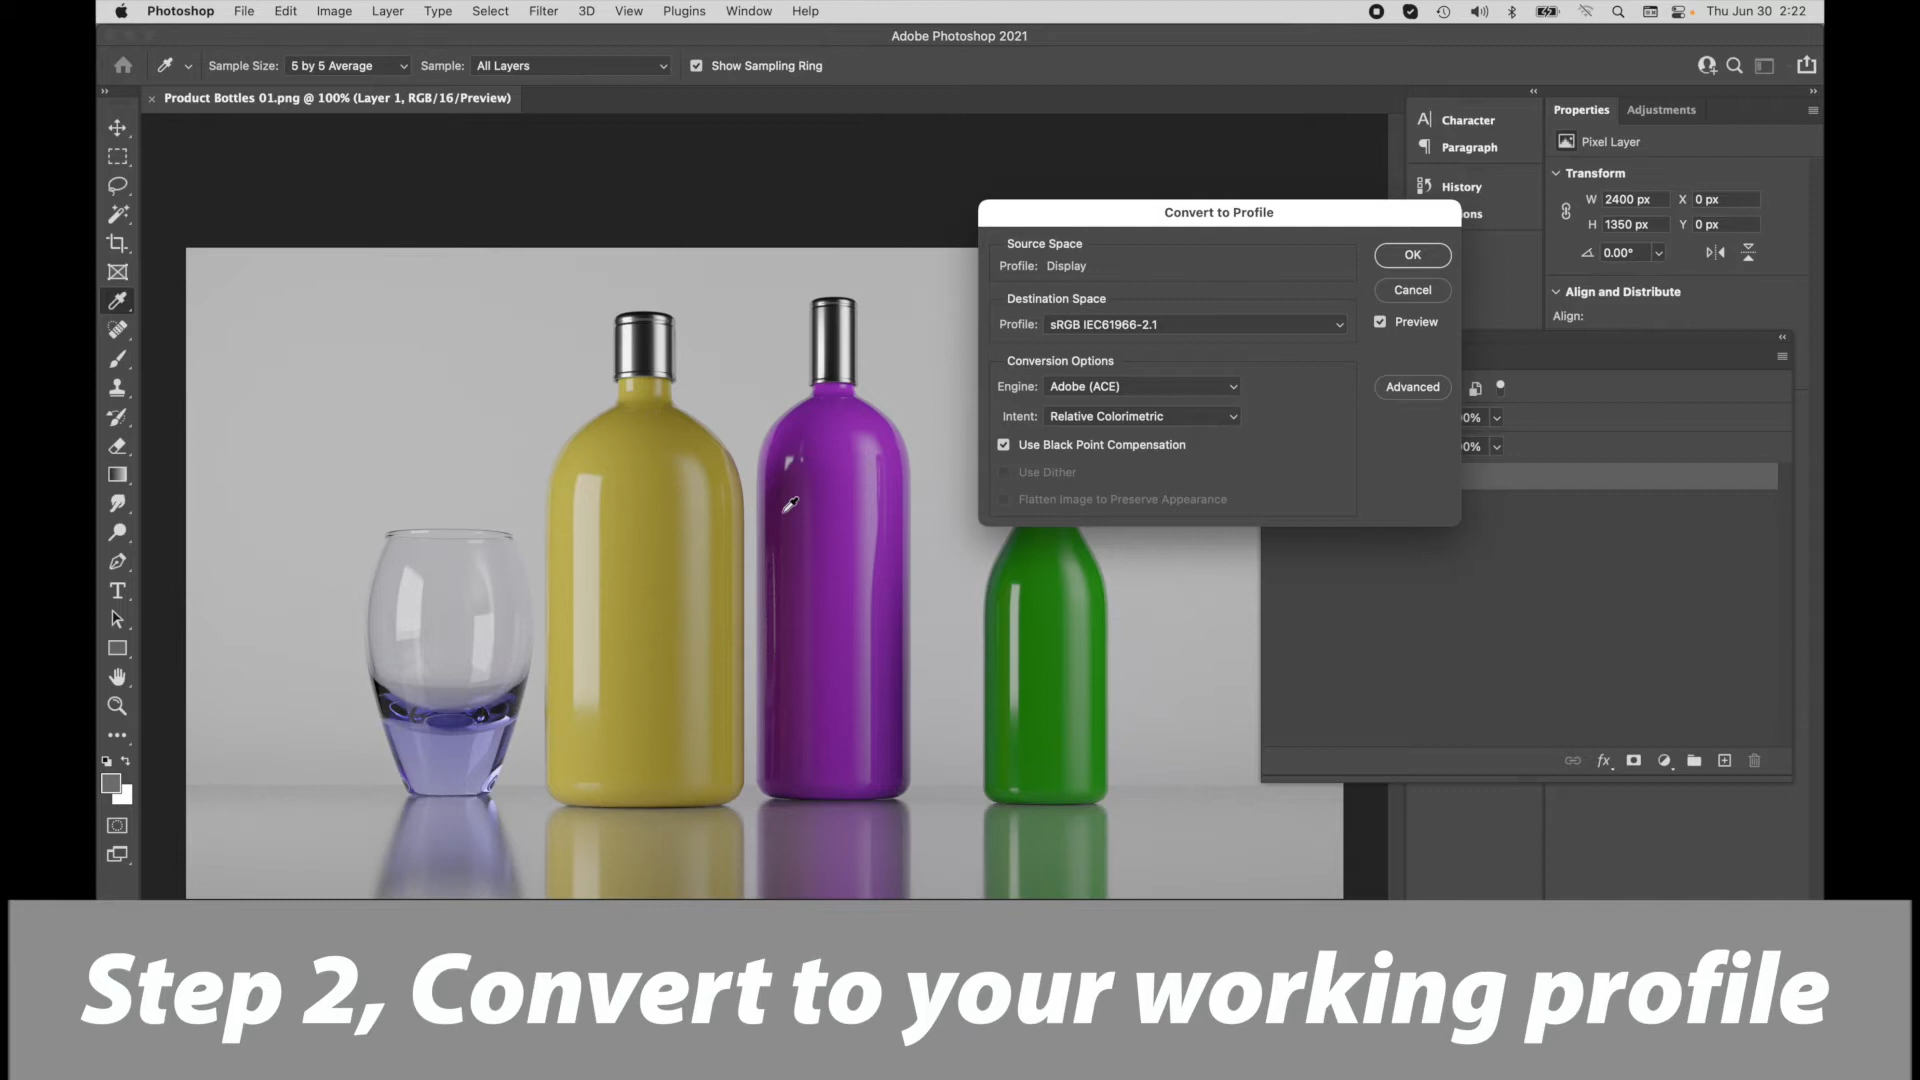 Photoshop File Edit Image Layer Type Select Filter 3D View Plugins Window Help Thu Jun 30 2:22
Adobe Photoshop 2021
Sample Size: 5 by 5 Average Sample: All Layers Show Sampling Ring
Product Bottles 01.png @ 100% (Layer 1, RGB/16/Preview)
Character
Paragraph
History
ions
Properties Adjustments
Pixel Layer
Transform
W 2400 px X 0 px
H 1350 px Y 0 px
0.00°
Align and Distribute
Align:
Convert to Profile
Source Space
Profile: Display
Destination Space
Profile: sRGB IEC61966-2.1
Conversion Options
Engine: Adobe (ACE)
Intent: Relative Colorimetric
Use Black Point Compensation
Use Dither
Flatten Image to Preserve Appearance
OK
Cancel
Preview
Advanced
0%
0%
fx
Step 2, Convert to your working profile